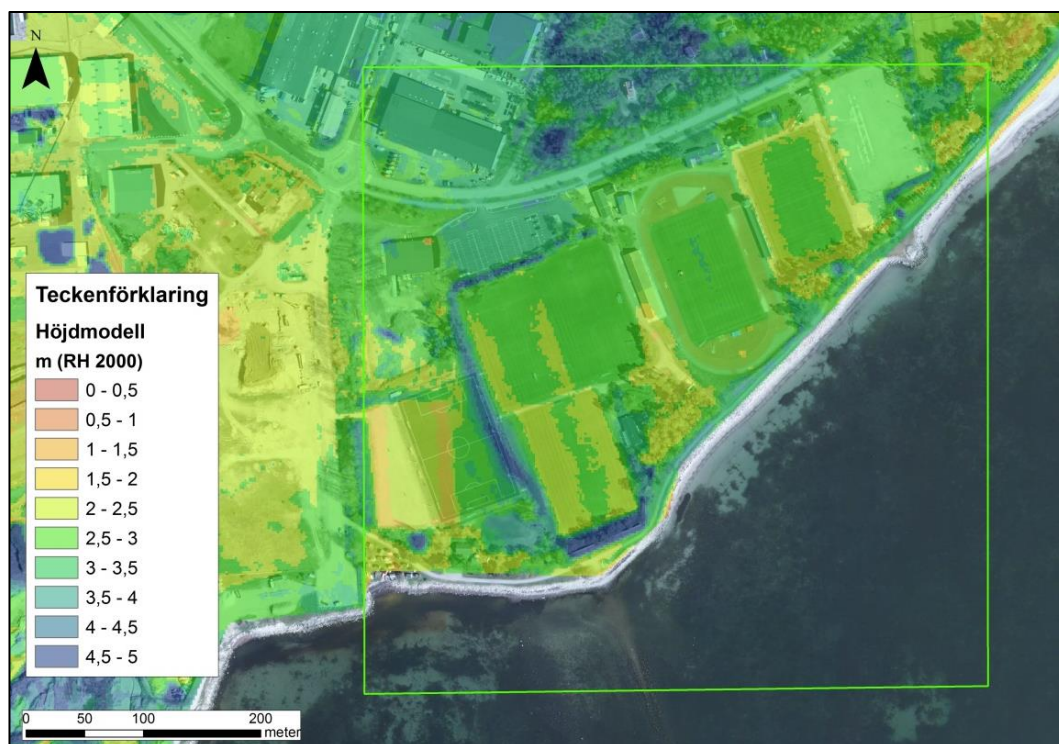 N
Teckenförklaring
Höjdmodell
m (RH 2000)
0 - 0,5
0,5 - 1
1 - 1,5
1,5 - 2
2 - 2,5
2,5 - 3
3 - 3,5
3,5 - 4
4 - 4,5
4,5 - 5
0 50 100 200
meter